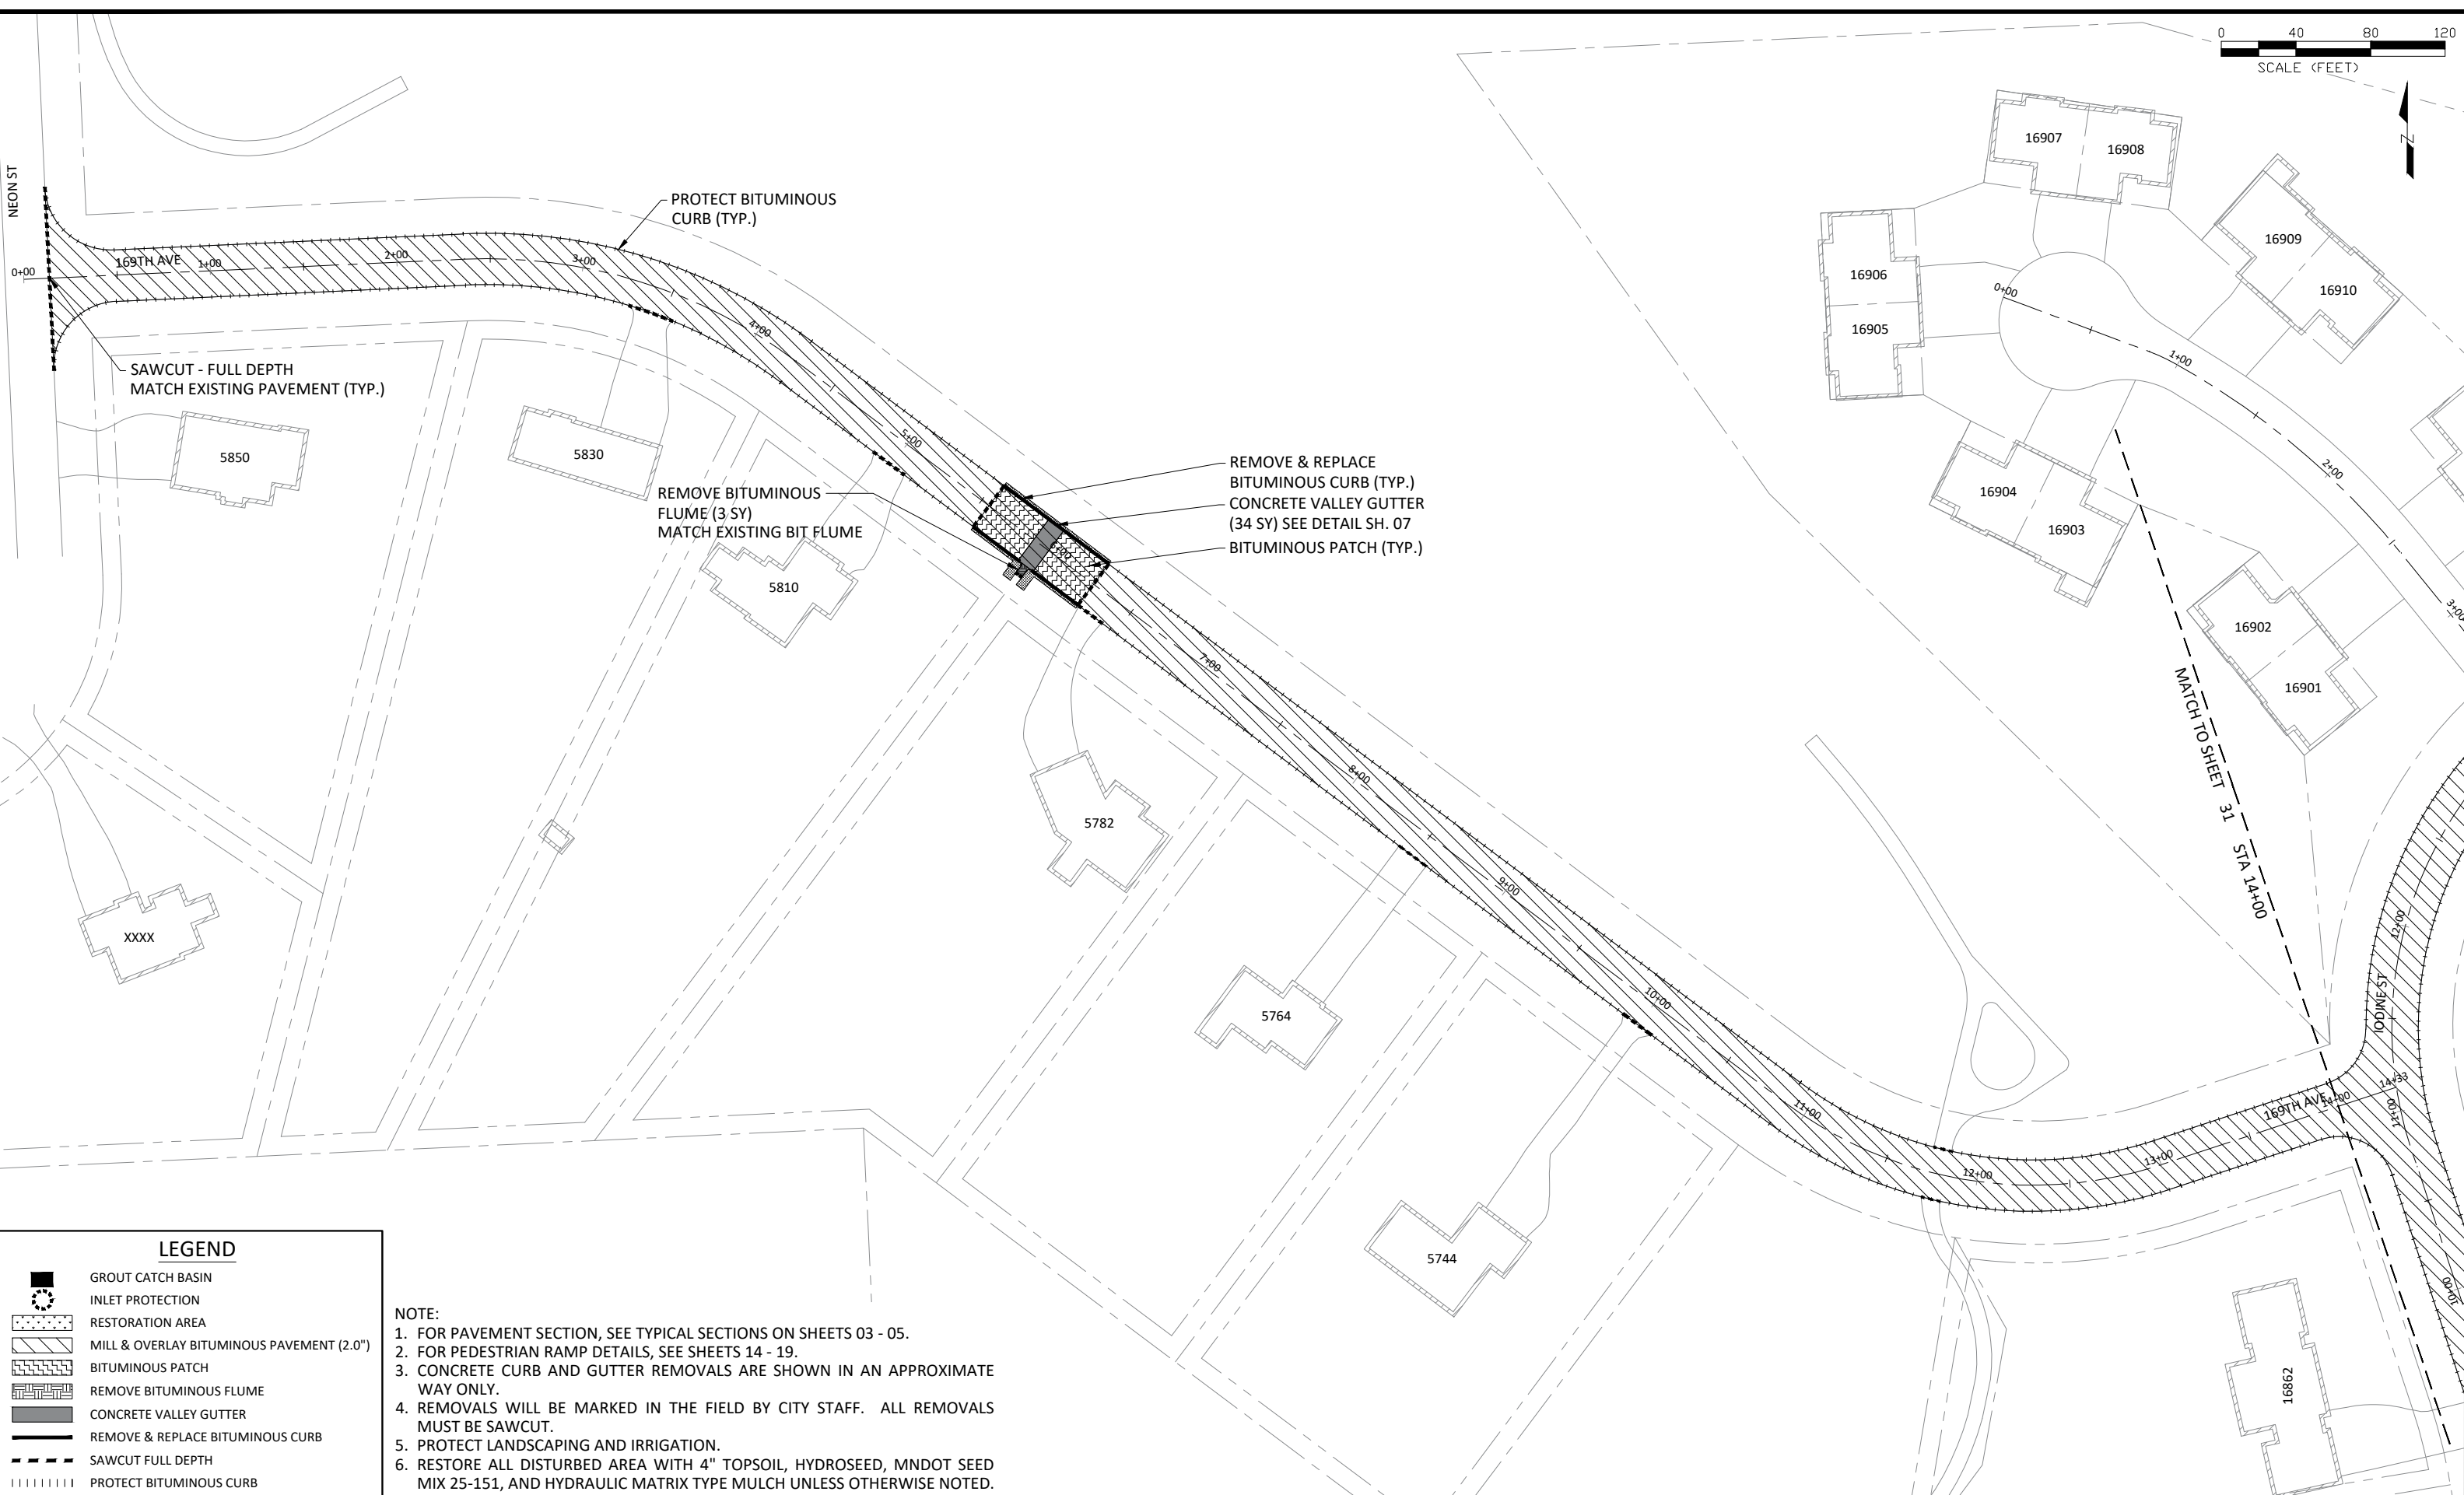 0 40 80 120
SCALE (FEET)
N
NEON ST
PROTECT BITUMINOUS
CURB (TYP.)
0+00
169TH AVE
1+00
2+00
3+00
4+00
5+00
SAWCUT - FULL DEPTH
MATCH EXISTING PAVEMENT (TYP.)
5850
5830
5810
REMOVE BITUMINOUS
FLUME (3 SY)
MATCH EXISTING BIT FLUME
REMOVE & REPLACE
BITUMINOUS CURB (TYP.)
CONCRETE VALLEY GUTTER
(34 SY) SEE DETAIL SH. 07
BITUMINOUS PATCH (TYP.)
7+00
8+00
9+00
10+00
11+00
12+00
13+00
169TH AVE
14+00
14+33
XXXX
5782
5764
5744
16907
16908
16909
16910
16906
16905
16904
16903
16902
16901
0+00
1+00
2+00
3+00
MATCH TO SHEET 31 STA 14+00
IODINE ST
12+00
11+00
10+00
16862
LEGEND
GROUT CATCH BASIN
INLET PROTECTION
RESTORATION AREA
MILL & OVERLAY BITUMINOUS PAVEMENT (2.0")
BITUMINOUS PATCH
REMOVE BITUMINOUS FLUME
CONCRETE VALLEY GUTTER
REMOVE & REPLACE BITUMINOUS CURB
SAWCUT FULL DEPTH
PROTECT BITUMINOUS CURB
NOTE:
1. FOR PAVEMENT SECTION, SEE TYPICAL SECTIONS ON SHEETS 03 - 05.
2. FOR PEDESTRIAN RAMP DETAILS, SEE SHEETS 14 - 19.
3. CONCRETE CURB AND GUTTER REMOVALS ARE SHOWN IN AN APPROXIMATE
WAY ONLY.
4. REMOVALS WILL BE MARKED IN THE FIELD BY CITY STAFF. ALL REMOVALS
MUST BE SAWCUT.
5. PROTECT LANDSCAPING AND IRRIGATION.
6. RESTORE ALL DISTURBED AREA WITH 4" TOPSOIL, HYDROSEED, MNDOT SEED
MIX 25-151, AND HYDRAULIC MATRIX TYPE MULCH UNLESS OTHERWISE NOTED.